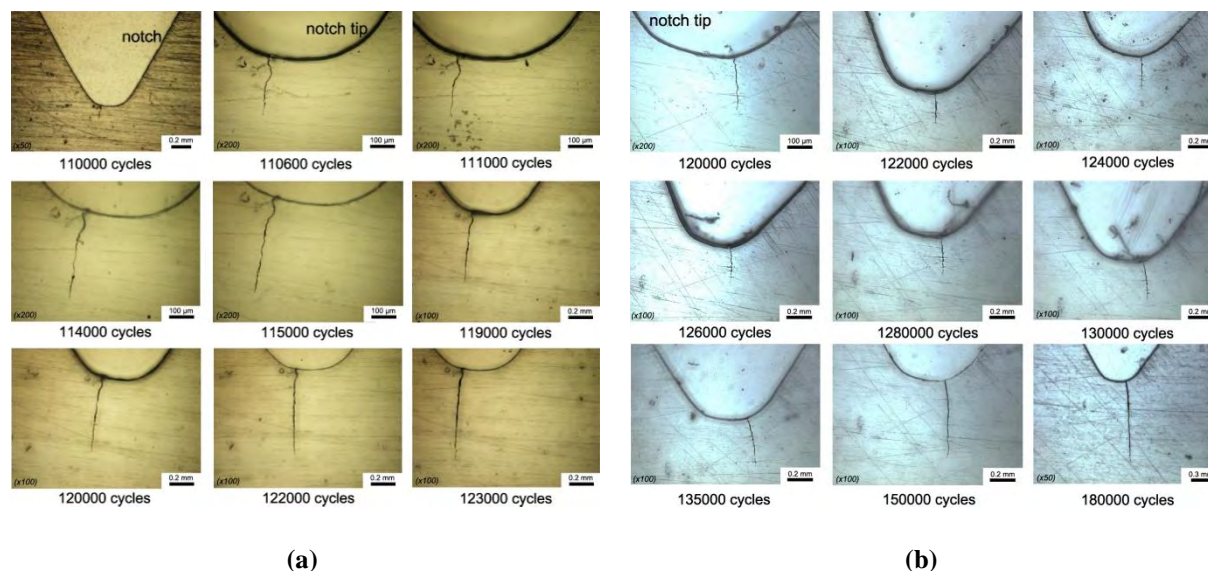 notch
(x50)
0.2 mm
110000 cycles
notch tip
(x200)
100 µm
110600 cycles
(x200)
100 µm
111000 cycles
(x200)
100 µm
114000 cycles
(x200)
100 µm
115000 cycles
(x100)
0.2 mm
119000 cycles
(x100)
0.2 mm
120000 cycles
(x100)
0.2 mm
122000 cycles
(x100)
0.2 mm
123000 cycles
(a)
notch tip
(x200)
100 µm
120000 cycles
(x100)
0.2 mm
122000 cycles
(x100)
0.2 mm
124000 cycles
(x100)
0.2 mm
126000 cycles
(x100)
0.2 mm
1280000 cycles
(x100)
0.2 mm
130000 cycles
(x100)
0.2 mm
135000 cycles
(x100)
0.2 mm
150000 cycles
(x50)
0.3 mm
180000 cycles
(b)